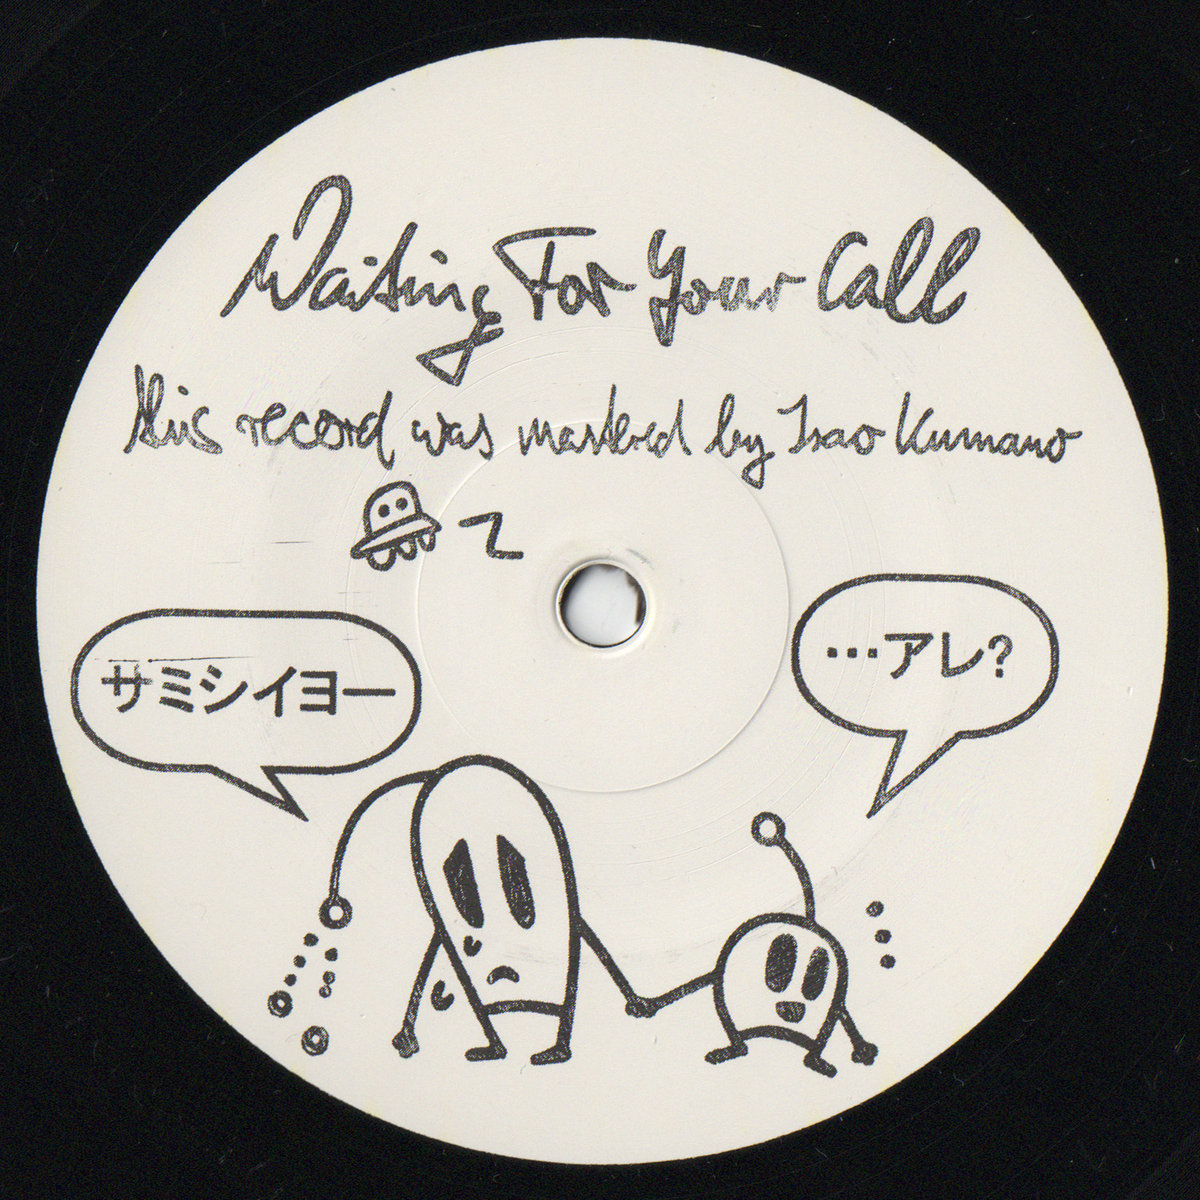 Waiting For Your Call
this record was mastered by Isao Kumano
サミシイヨー
…アレ?